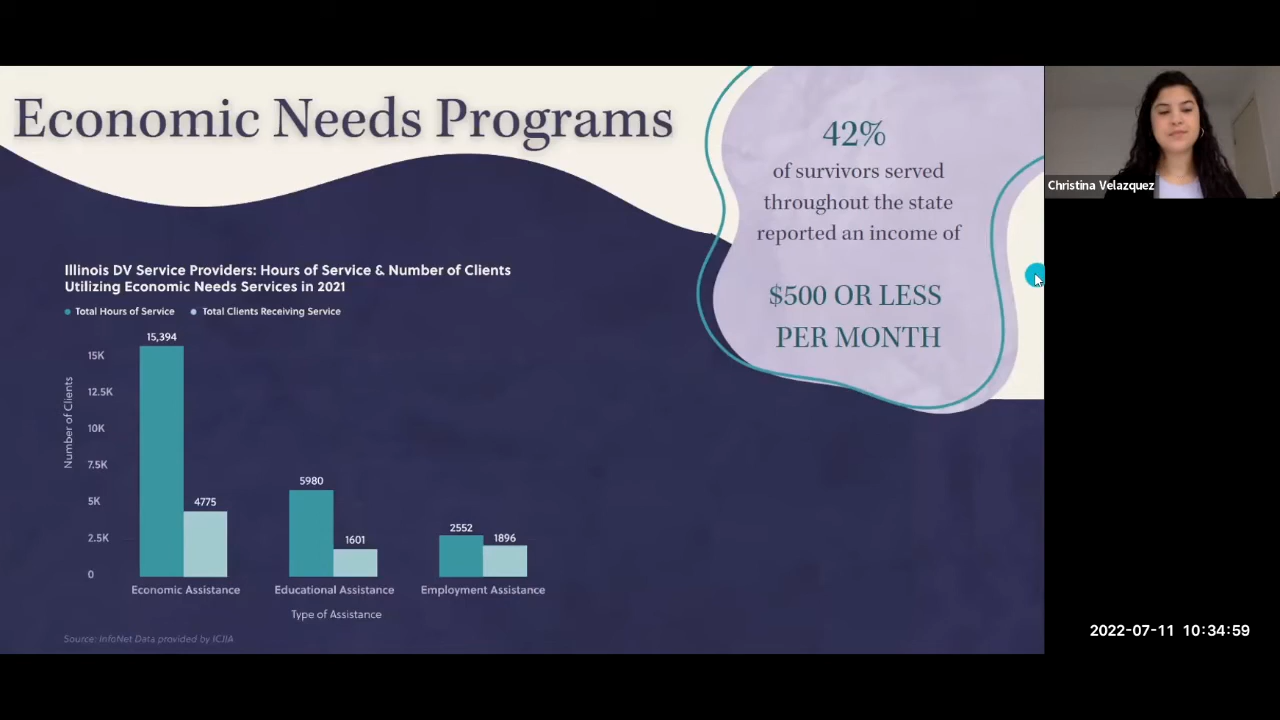 Economic Needs Programs
42%
of survivors served
throughout the state
reported an income of
$500 OR LESS
PER MONTH
Christina Velazquez
Illinois DV Service Providers: Hours of Service & Number of Clients
Utilizing Economic Needs Services in 2021
Total Hours of Service Total Clients Receiving Service
Number of Clients
15K
12.5K
10K
7.5K
5K
2.5K
0
15,394
4775
5980
1601
2552
1896
Economic Assistance Educational Assistance Employment Assistance
Type of Assistance
Source: InfoNet Data provided by ICJIA
2022-07-11 10:34:59